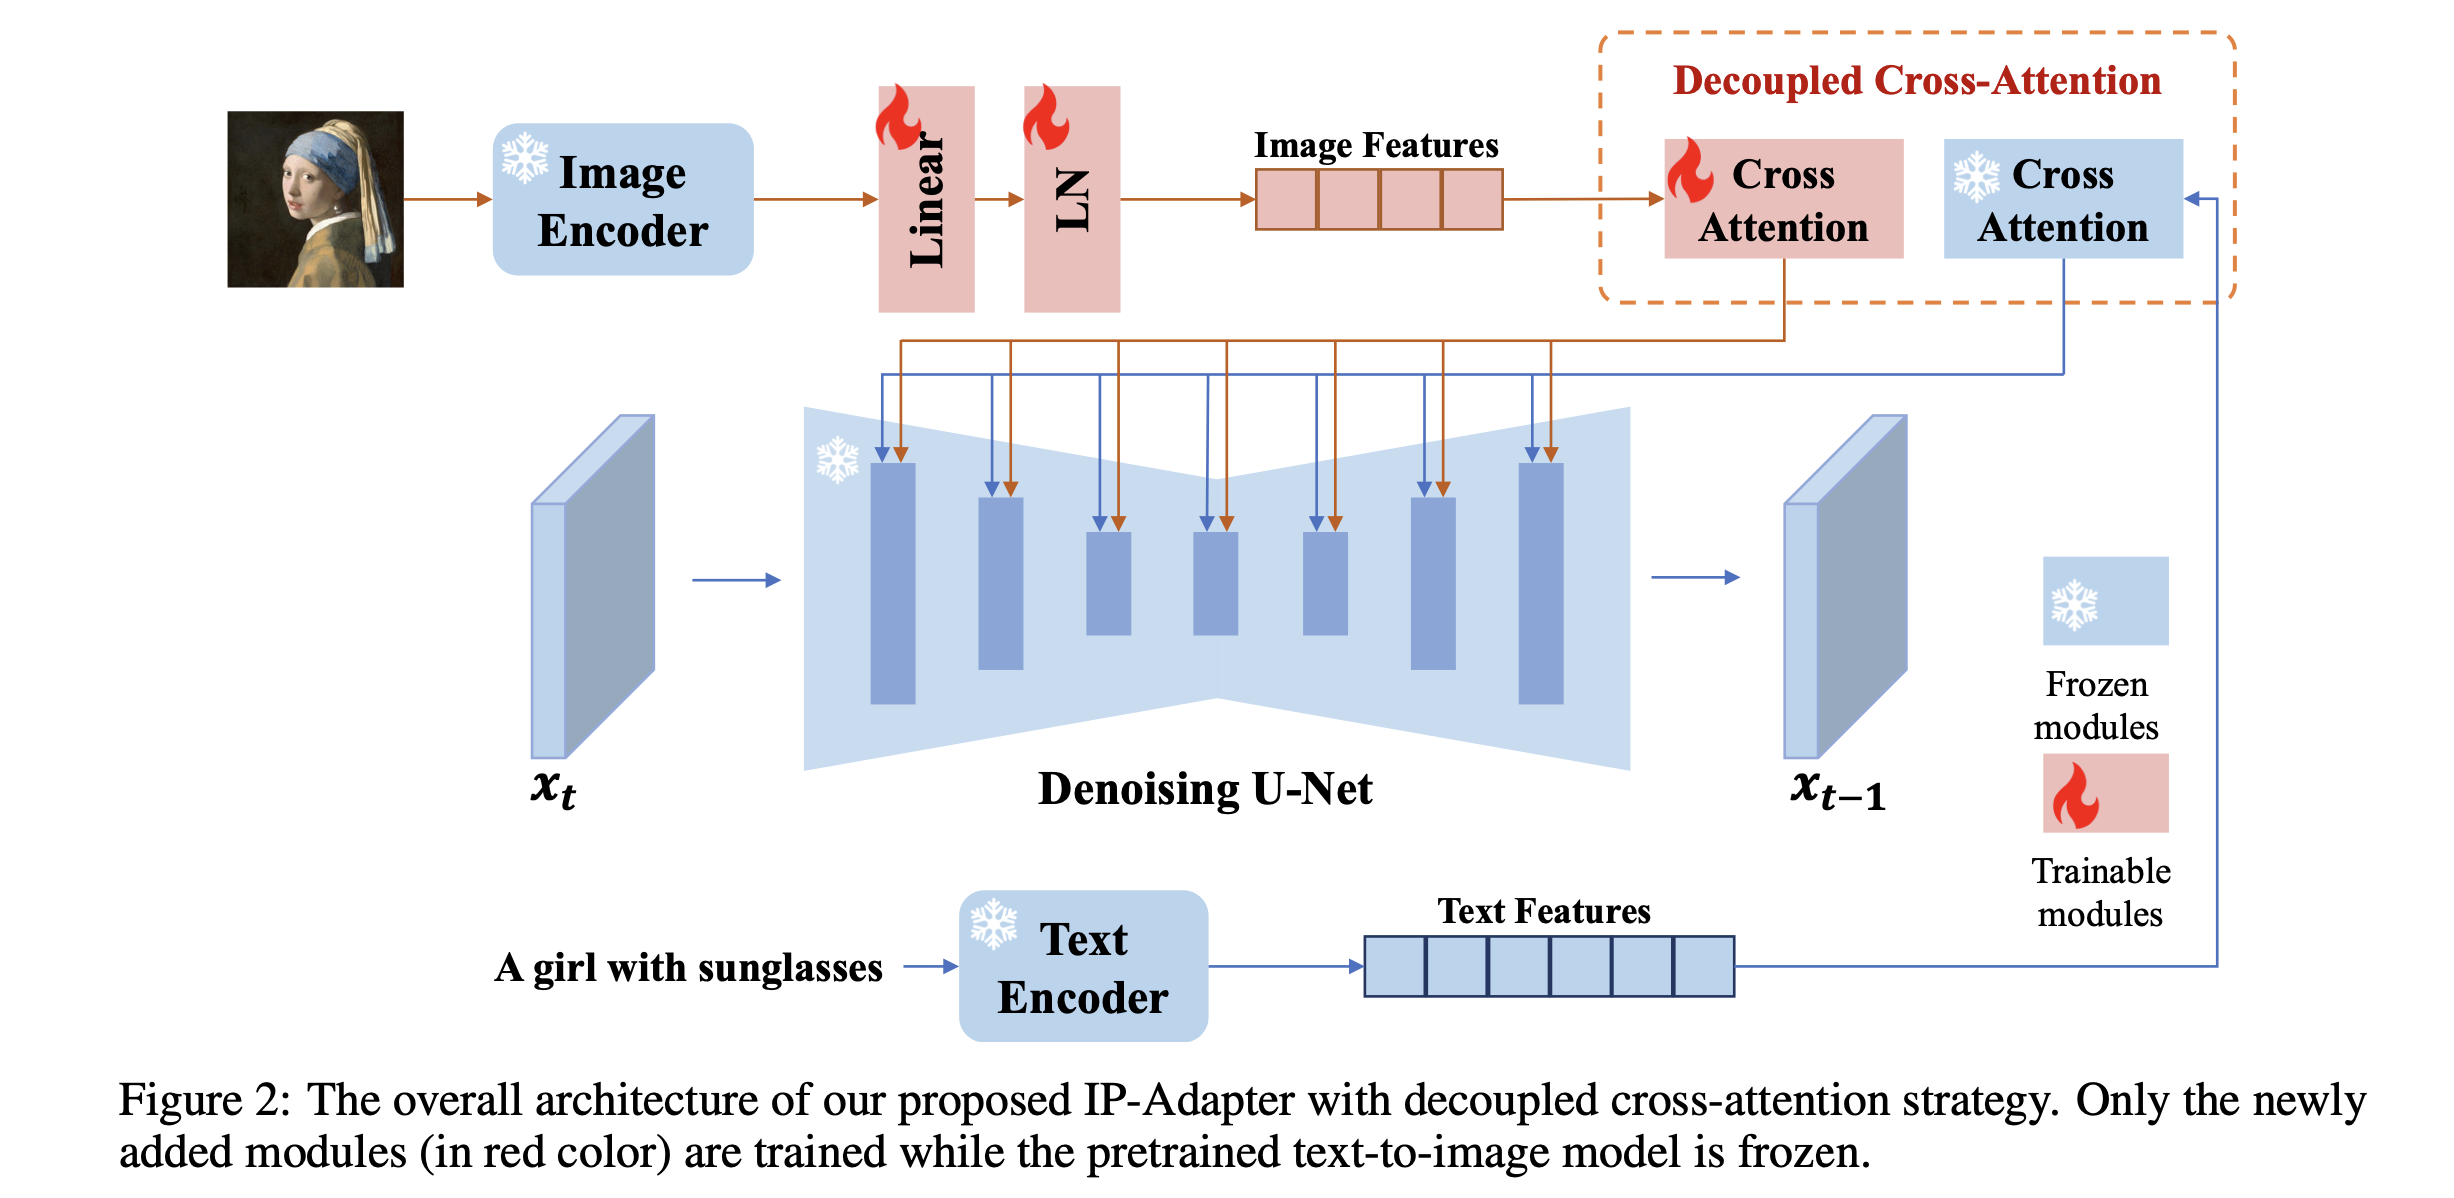 Decoupled Cross-Attention
Image
Encoder
Linear
LN
Image Features
Cross
Attention
Cross
Attention
xₜ
Denoising U-Net
xₜ₋₁
Frozen
modules
Trainable
modules
A girl with sunglasses
Text
Encoder
Text Features
Figure 2: The overall architecture of our proposed IP-Adapter with decoupled cross-attention strategy. Only the newly
added modules (in red color) are trained while the pretrained text-to-image model is frozen.